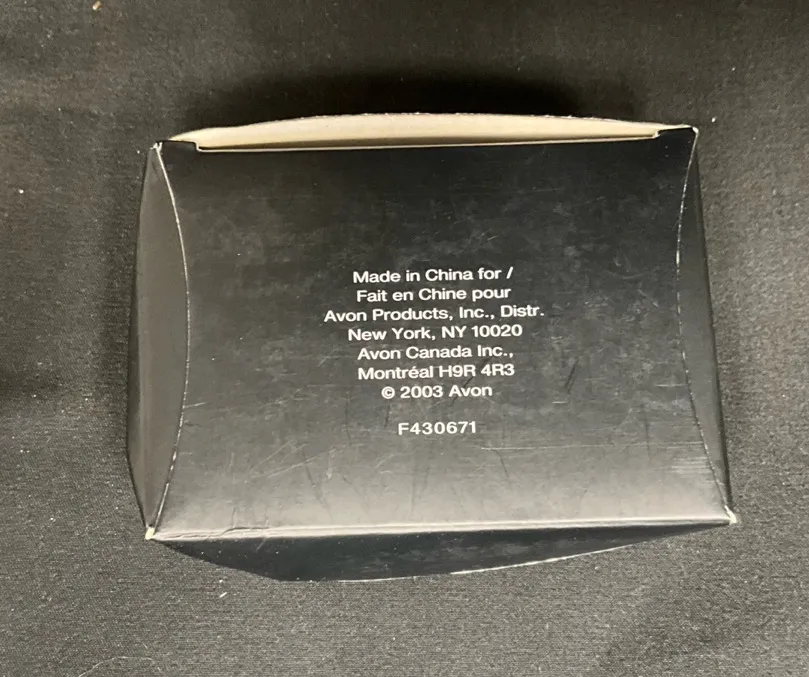 Made in China for /
Fait en Chine pour
Avon Products, Inc., Distr.
New York, NY 10020
Avon Canada Inc.,
Montréal H9R 4R3
© 2003 Avon
F430671